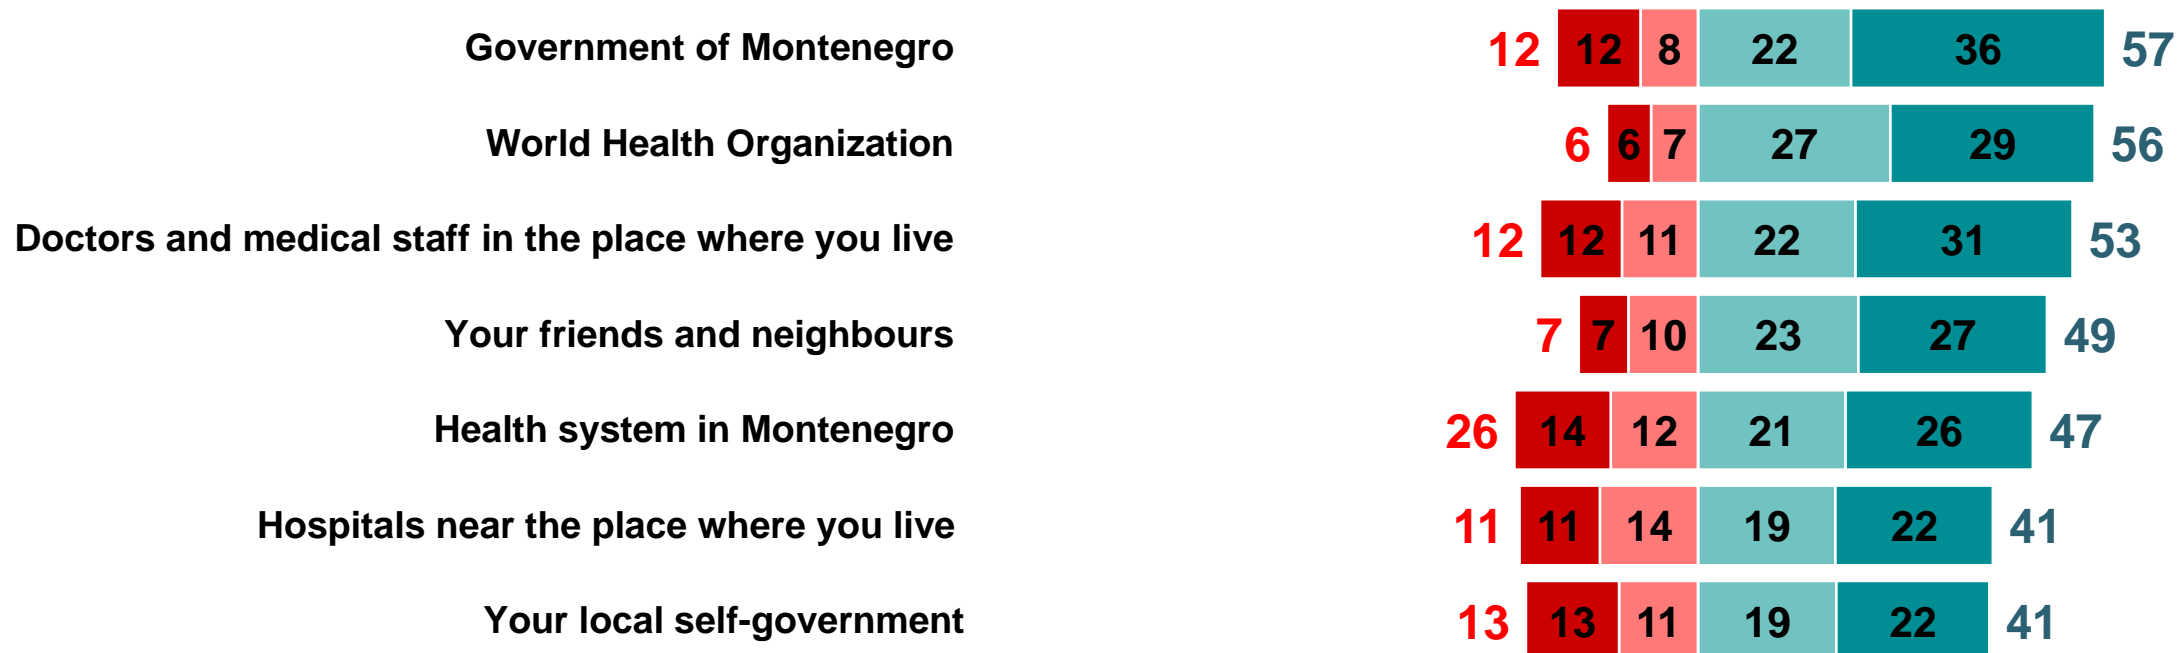 Government of Montenegro 12 12 8 22 36 57
World Health Organization 6 6 7 27 29 56
Doctors and medical staff in the place where you live 12 12 11 22 31 53
Your friends and neighbours 7 7 10 23 27 49
Health system in Montenegro 26 14 12 21 26 47
Hospitals near the place where you live 11 11 14 19 22 41
Your local self-government 13 13 11 19 22 41